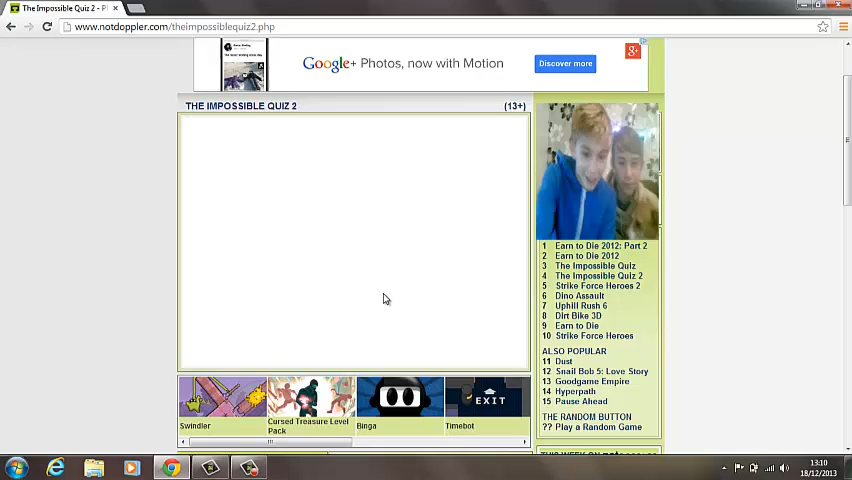 The Impossible Quiz 2 - P
www.notdoppler.com/theimpossiblequiz2.php
Google+ Photos, now with Motion
Discover more
THE IMPOSSIBLE QUIZ 2 (13+)
1 Earn to Die 2012: Part 2
2 Earn to Die 2012
3 The Impossible Quiz
4 The Impossible Quiz 2
5 Strike Force Heroes 2
6 Dino Assault
7 Uphill Rush 6
8 Dirt Bike 3D
9 Earn to Die
10 Strike Force Heroes
ALSO POPULAR
11 Dust
12 Snail Bob 5: Love Story
13 Goodgame Empire
14 Hyperpath
15 Pause Ahead
THE RANDOM BUTTON
?? Play a Random Game
EXIT
Swindler
Cursed Treasure Level
Pack
Binga
Timebot
13:10
18/12/2013